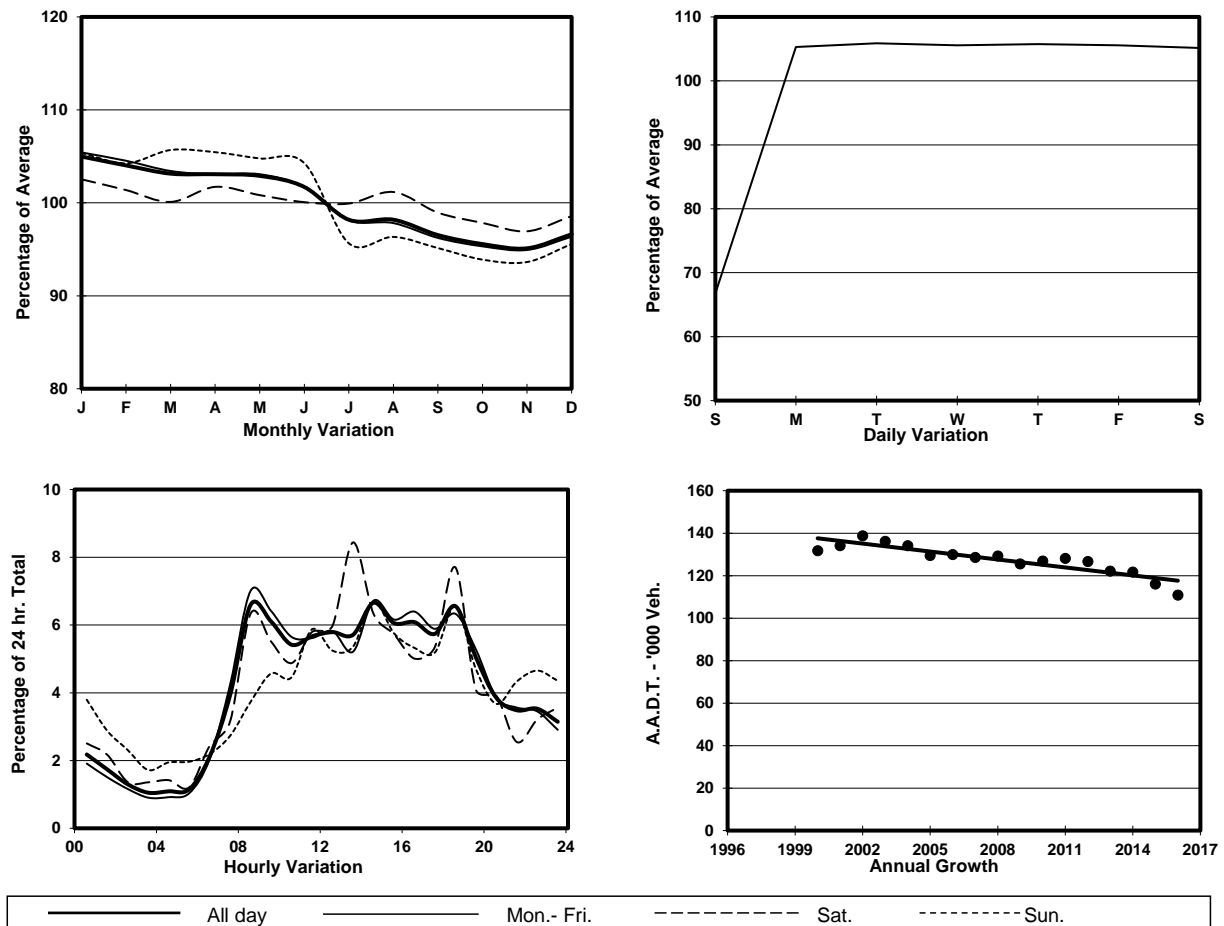 120
110
100
90
80
Percentage of Average
J F M A M J J A S O N D
Monthly Variation
110
100
90
80
70
60
50
Percentage of Average
S M T W T F S
Daily Variation
10
8
6
4
2
0
Percentage of 24 hr. Total
00 04 08 12 16 20 24
Hourly Variation
160
140
120
100
80
60
40
20
0
A.A.D.T. - '000 Veh.
1996 1999 2002 2005 2008 2011 2014 2017
Annual Growth
All day Mon.- Fri. Sat. Sun.